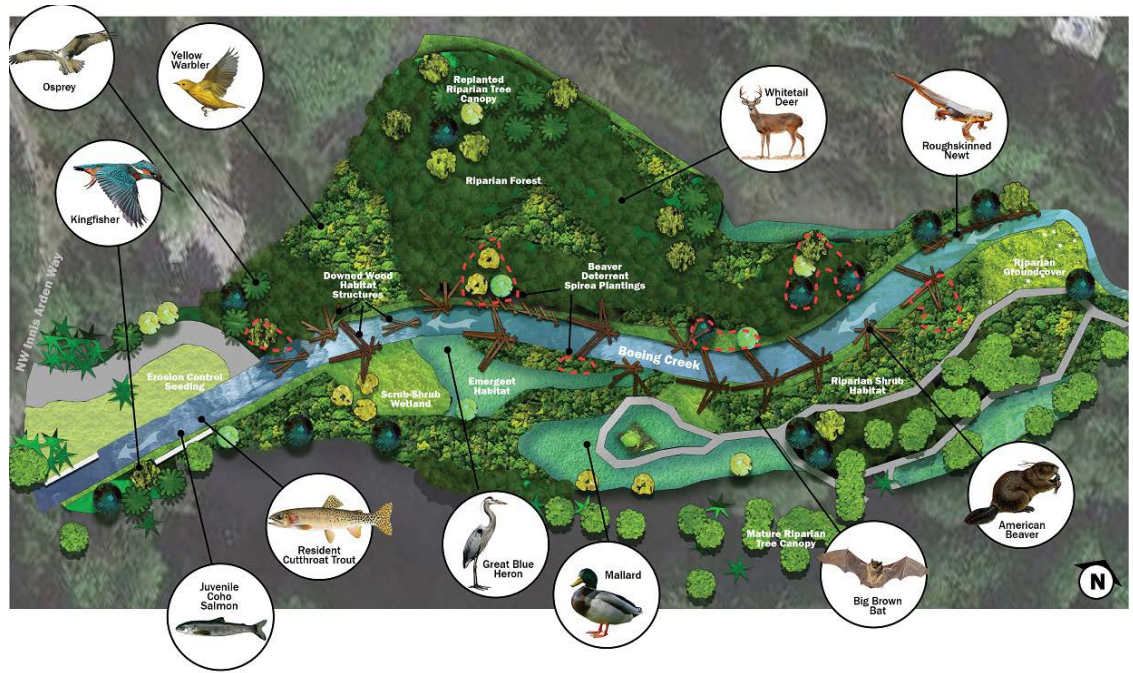 Osprey
Yellow
Warbler
Kingfisher
Replanted
Riparian Tree
Canopy
Whitetail
Deer
Roughskinned
Newt
Riparian Forest
NW Innis Arden Way
Downed Wood
Habitat
Structures
Beaver
Deterrent
Spirea Plantings
Riparian
Groundcover
Boeing Creek
Erosion Control
Seeding
Scrub-Shrub
Wetland
Emergent
Habitat
Riparian Shrub
Habitat
Resident
Cutthroat Trout
Great Blue
Heron
Mallard
Mature Riparian
Tree Canopy
American
Beaver
Juvenile
Coho
Salmon
Big Brown
Bat
N